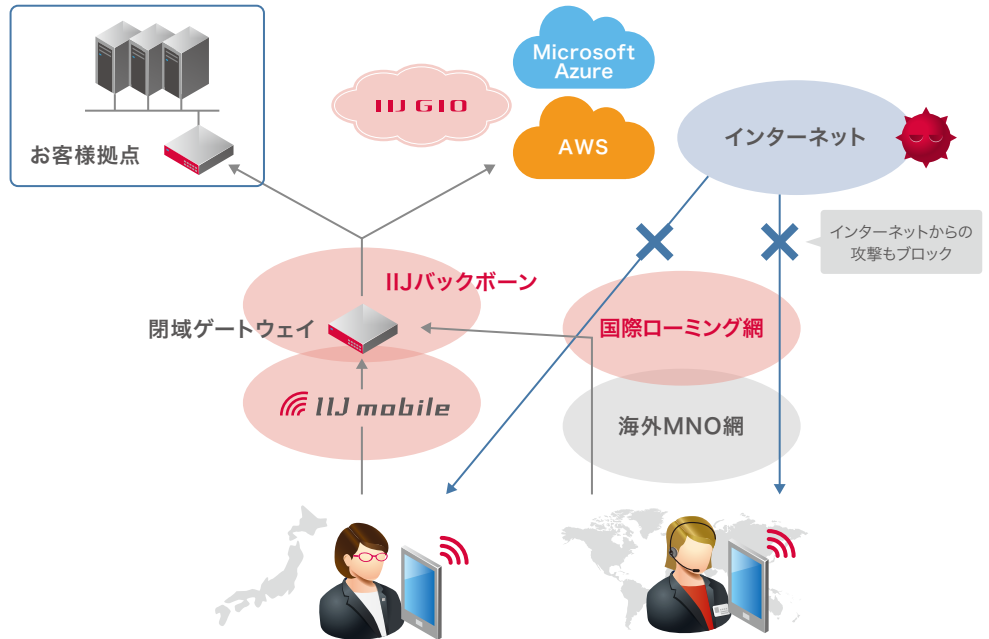 お客様拠点
IIJ GIO
Microsoft
Azure
AWS
インターネット
インターネットからの
攻撃もブロック
IIJバックボーン
閉域ゲートウェイ
国際ローミング網
IIJ mobile
海外MNO網